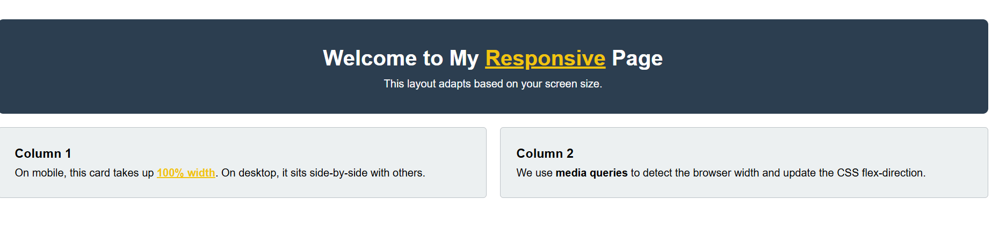 Welcome to My Responsive Page
This layout adapts based on your screen size.
Column 1
On mobile, this card takes up 100% width. On desktop, it sits side-by-side with others.
Column 2
We use media queries to detect the browser width and update the CSS flex-direction.